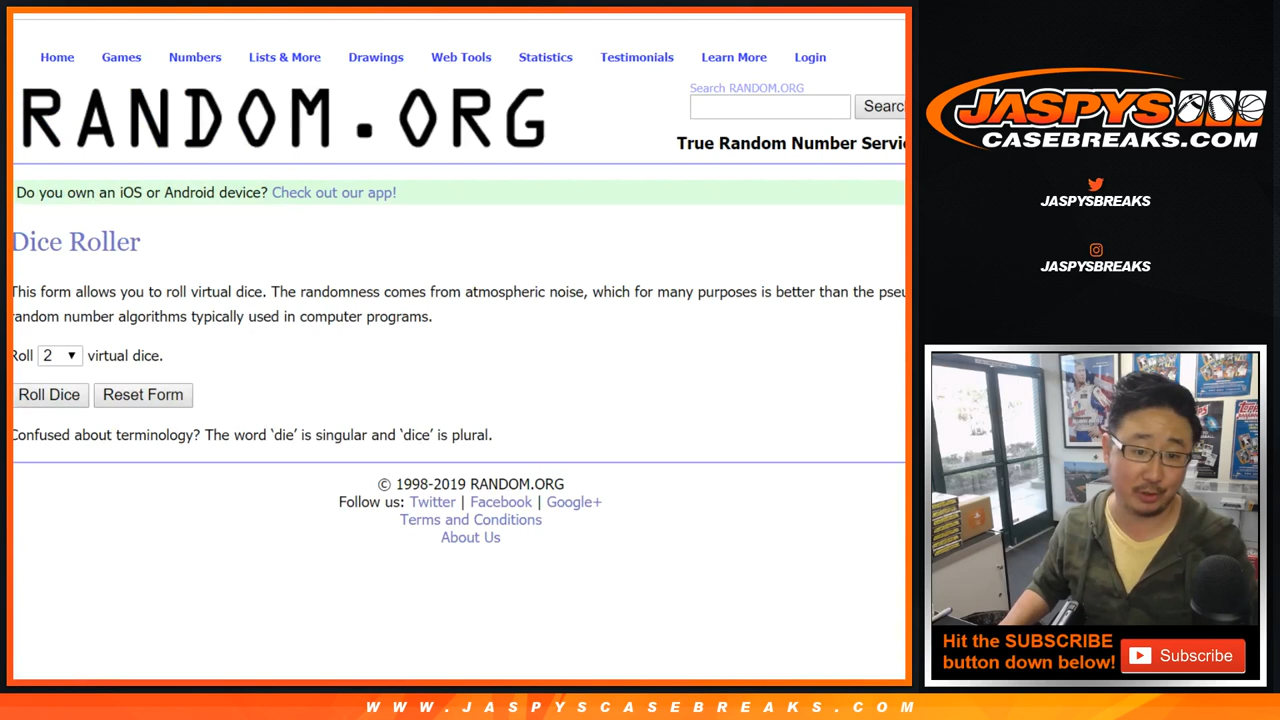 Home Games Numbers Lists & More Drawings Web Tools Statistics Testimonials Learn More Login
RANDOM.ORG
Search RANDOM.ORG
Searc
True Random Number Servi
Do you own an iOS or Android device? Check out our app!
Dice Roller
This form allows you to roll virtual dice. The randomness comes from atmospheric noise, which for many purposes is better than the pseu
random number algorithms typically used in computer programs.
Roll 2 virtual dice.
Roll Dice Reset Form
Confused about terminology? The word ‘die’ is singular and ‘dice’ is plural.
© 1998-2019 RANDOM.ORG
Follow us: Twitter | Facebook | Google+
Terms and Conditions
About Us
JASPYS
CASEBREAKS.COM
JASPYSBREAKS
JASPYSBREAKS
Hit the SUBSCRIBE
button down below!
Subscribe
WWW.JASPYSCASEBREAKS.COM